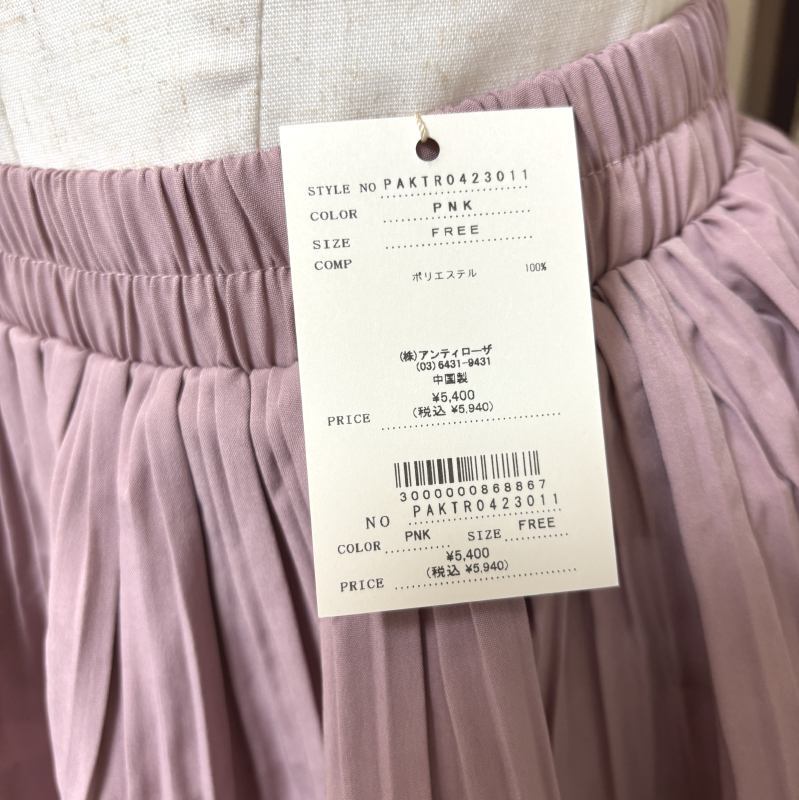 STYLE NO PAKTR0423011
COLOR PNK
SIZE FREE
COMP
ポリエステル 100%
(株)アンティローザ
(03)6431-9431
中国製
¥5,400
(税込 ¥5,940)
PRICE
3000000868867
NO PAKTR0423011
COLOR PNK SIZE FREE
¥5,400
(税込 ¥5,940)
PRICE